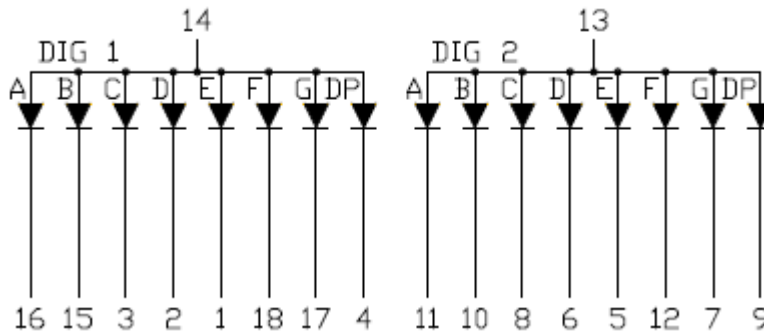 14 13
DIG 1 DIG 2
A B C D E F G DP A B C D E F G DP
16 15 3 2 1 18 17 4 11 10 8 6 5 12 7 9